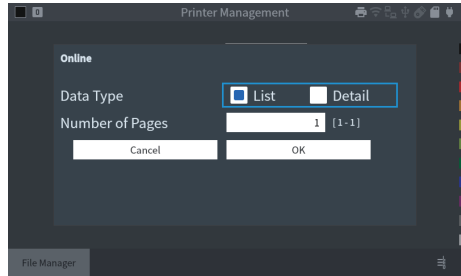 0 Printer Management
Online
Data Type List Detail
Number of Pages 1 [1-1]
Cancel OK
File Manager